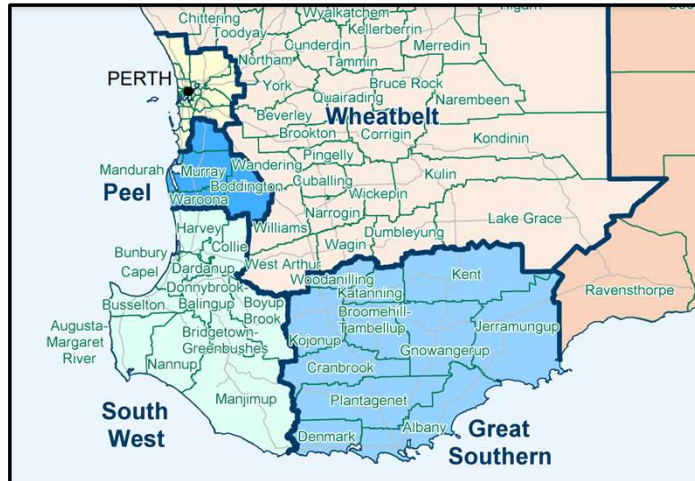 Chittering
Toodyay
Wyalkatchem
Kellerberrin
Cunderdin
Merredin
Tammin
Northam
PERTH
York
Bruce Rock
Quairading
Narembeen
Beverley
Wheatbelt
Brookton
Corrigin
Kondinin
Pingelly
Mandurah
Murray
Wandering
Cuballing
Kulin
Peel
Boddington
Wickepin
Waroona
Narrogin
Lake Grace
Harvey
Williams
Dumbleyung
Wagin
Bunbury
Collie
West Arthur
Capel
Dardanup
Woodanilling
Kent
Donnybrook-
Balingup
Katanning
Ravensthorpe
Busselton
Boyup
Brook
Broomehill-
Tambellup
Jerramungup
Augusta-
Margaret
River
Bridgetown-
Greenbushes
Kojonup
Gnowangerup
Nannup
Cranbrook
Manjimup
Plantagenet
South
West
Albany
Great
Southern
Denmark